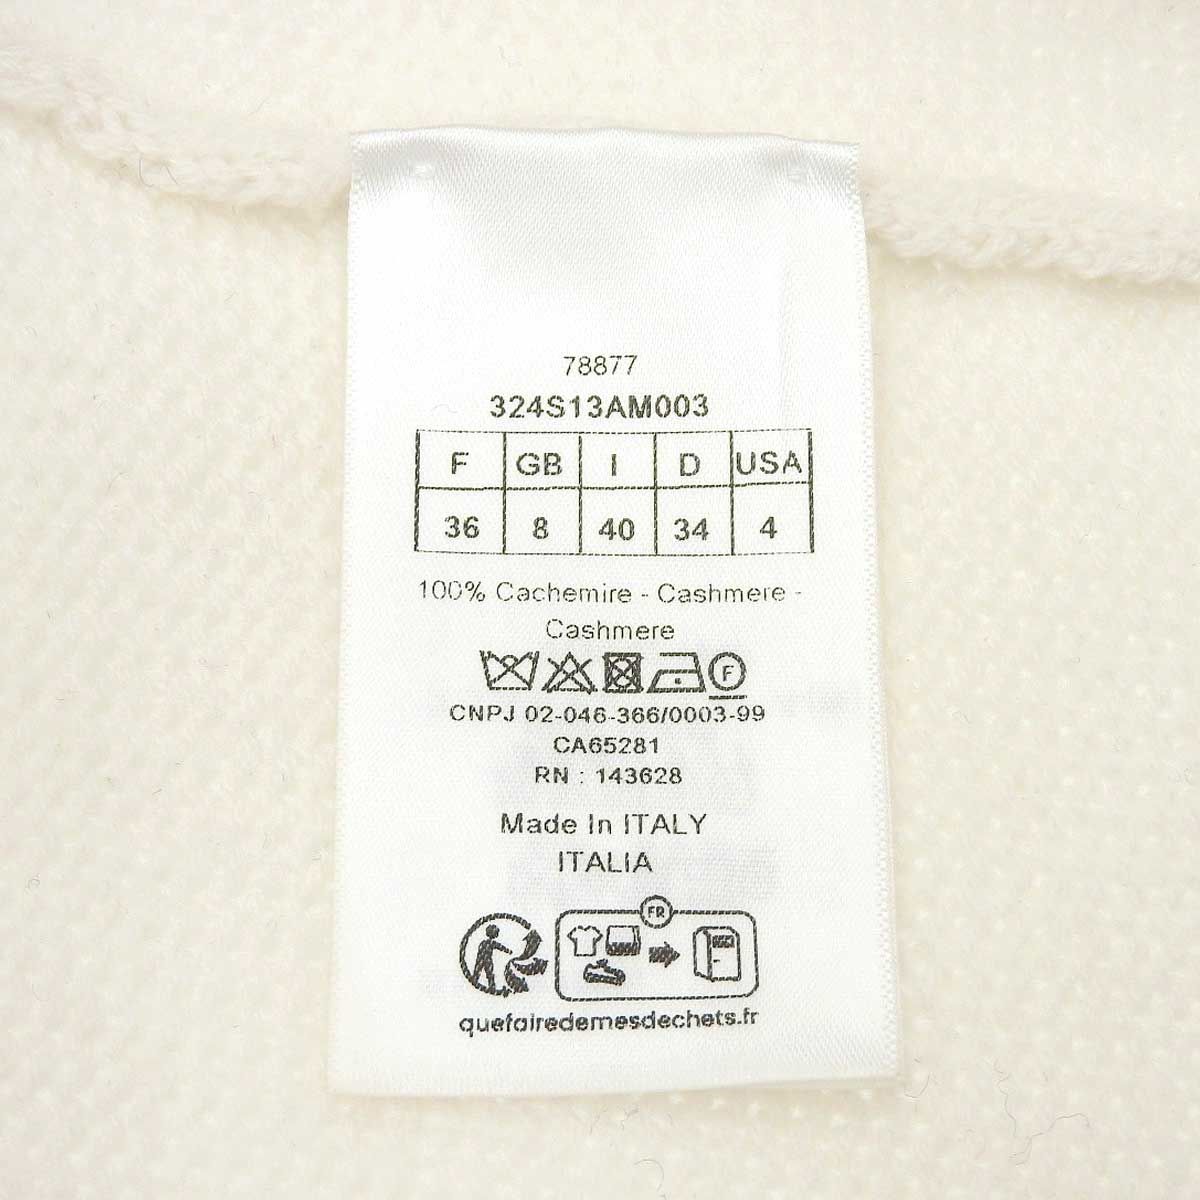 78877
324S13AM003
F GB I D USA
36 8 40 34 4
100% Cachemire - Cashmere -
Cashmere
F
CNPJ 02-046-366/0003-99
CA65281
RN : 143628
Made In ITALY
ITALIA
FR
quefairedemesdechets.fr